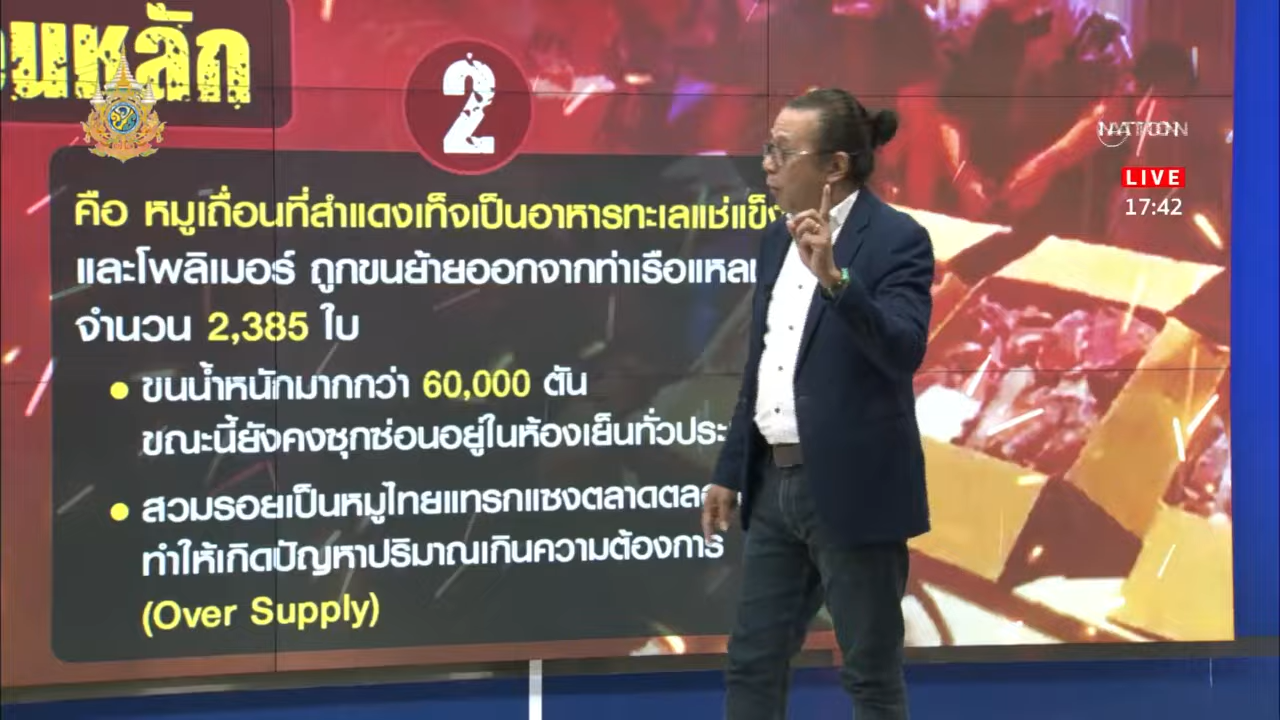 หลัก
2
NATION
LIVE
17:42
คือ หมูเถื่อนที่สำแดงเท็จเป็นอาหารทะเลแช่แข็ง
และโพลิเมอร์ ถูกขนย้ายออกจากท่าเรือแหลม
จำนวน 2,385 ใบ
• ขนน้ำหนักมากกว่า 60,000 ตัน
ขณะนี้ยังคงซุกซ่อนอยู่ในห้องเย็นทั่วประ
• สวมรอยเป็นหมูไทยแทรกแซงตลาดตลอ
ทำให้เกิดปัญหาปริมาณเกินความต้องการ
(Over Supply)